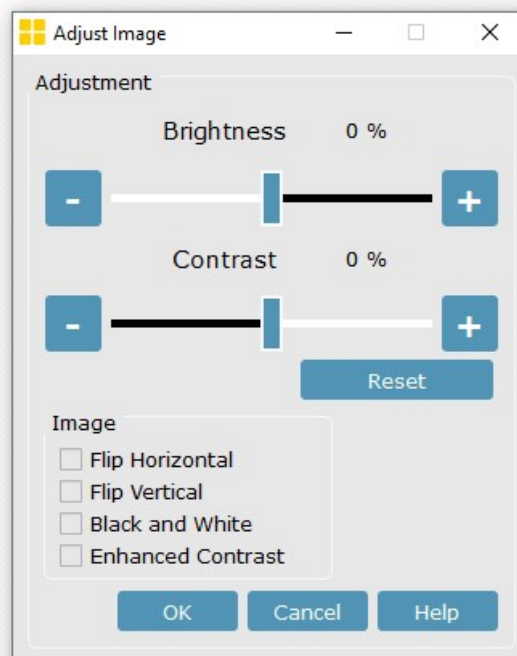 Adjust Image
Adjustment
Brightness 0 %
- +
Contrast 0 %
- +
Reset
Image
Flip Horizontal
Flip Vertical
Black and White
Enhanced Contrast
OK Cancel Help